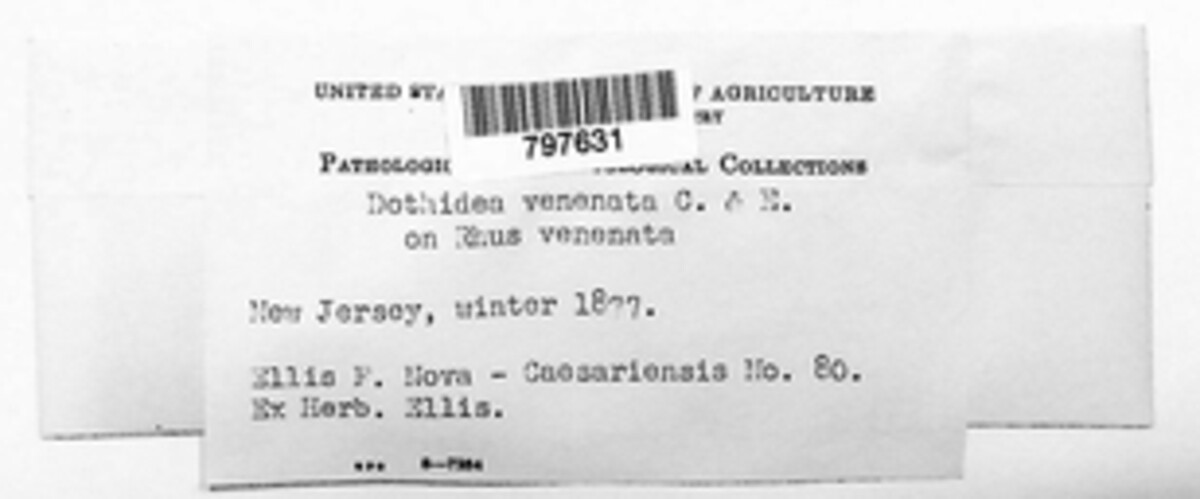 UNITED STA AGRICULTURE
797631
PATHOLOGI COLLECTIONS
Dothidea venenata C. & E.
on Rhus venenata
New Jersey, winter 1877.
Ellis F. Nova - Caesariensis No. 80.
Ex Herb. Ellis.